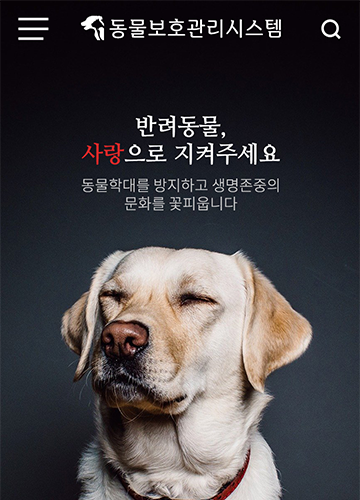 동물보호관리시스템
반려동물,
사랑으로 지켜주세요
동물학대를 방지하고 생명존중의
문화를 꽃피웁니다